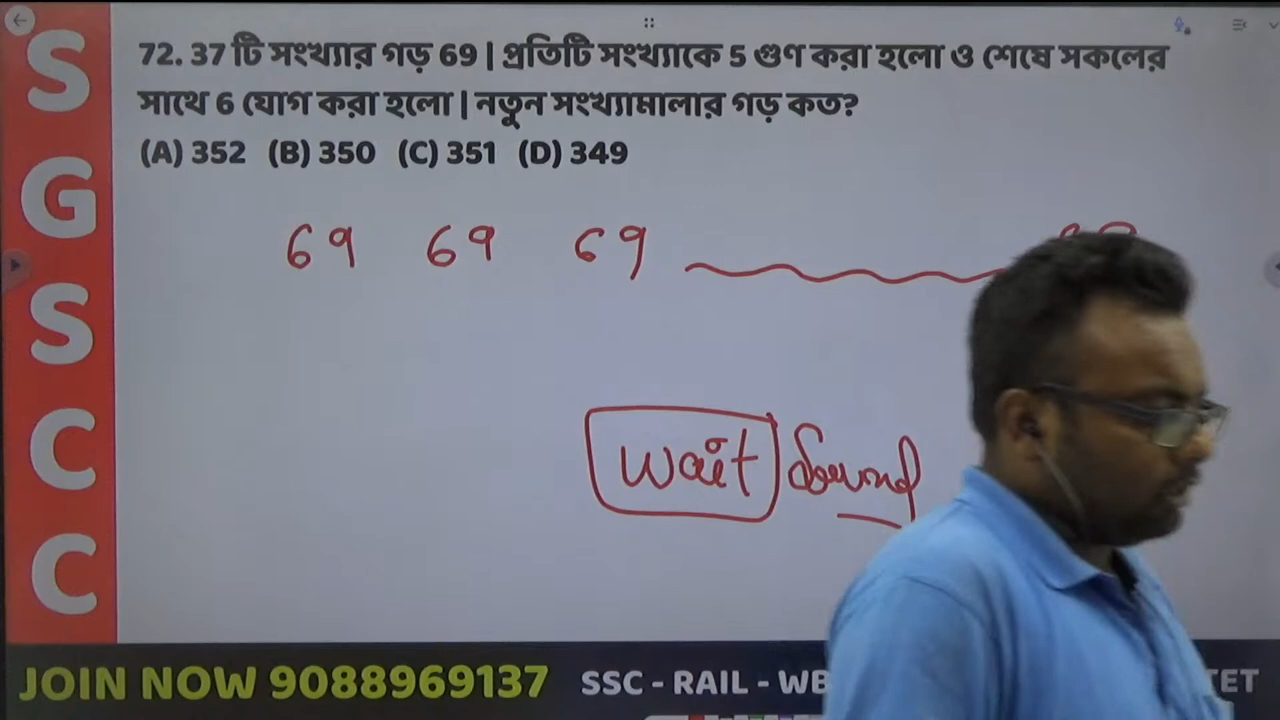 S
G
S
C
C
72. 37 টি সংখ্যার গড় 69 | প্রতিটি সংখ্যাকে 5 গুণ করা হলো ও শেষে সকলের
সাথে 6 যোগ করা হলো | নতুন সংখ্যামালার গড় কত?
(A) 352 (B) 350 (C) 351 (D) 349
69 69 69
wait
JOIN NOW 9088969137 SSC - RAIL - WB